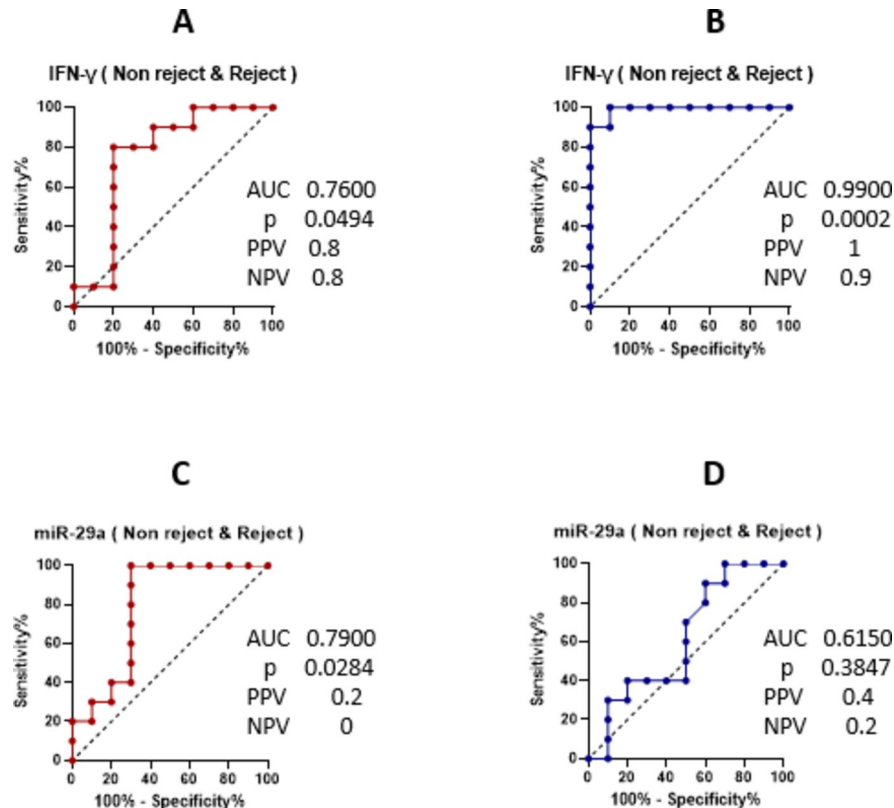 A
IFN-γ ( Non reject & Reject )
Sensitivity%
100
80
60
40
20
0
0 20 40 60 80 100
100% - Specificity%
AUC 0.7600
p 0.0494
PPV 0.8
NPV 0.8
B
IFN-γ ( Non reject & Reject )
Sensitivity%
100
80
60
40
20
0
0 20 40 60 80 100
100% - Specificity%
AUC 0.9900
p 0.0002
PPV 1
NPV 0.9
C
miR-29a ( Non reject & Reject )
Sensitivity%
100
80
60
40
20
0
0 20 40 60 80 100
100% - Specificity%
AUC 0.7900
p 0.0284
PPV 0.2
NPV 0
D
miR-29a ( Non reject & Reject )
Sensitivity%
100
80
60
40
20
0
0 20 40 60 80 100
100% - Specificity%
AUC 0.6150
p 0.3847
PPV 0.4
NPV 0.2